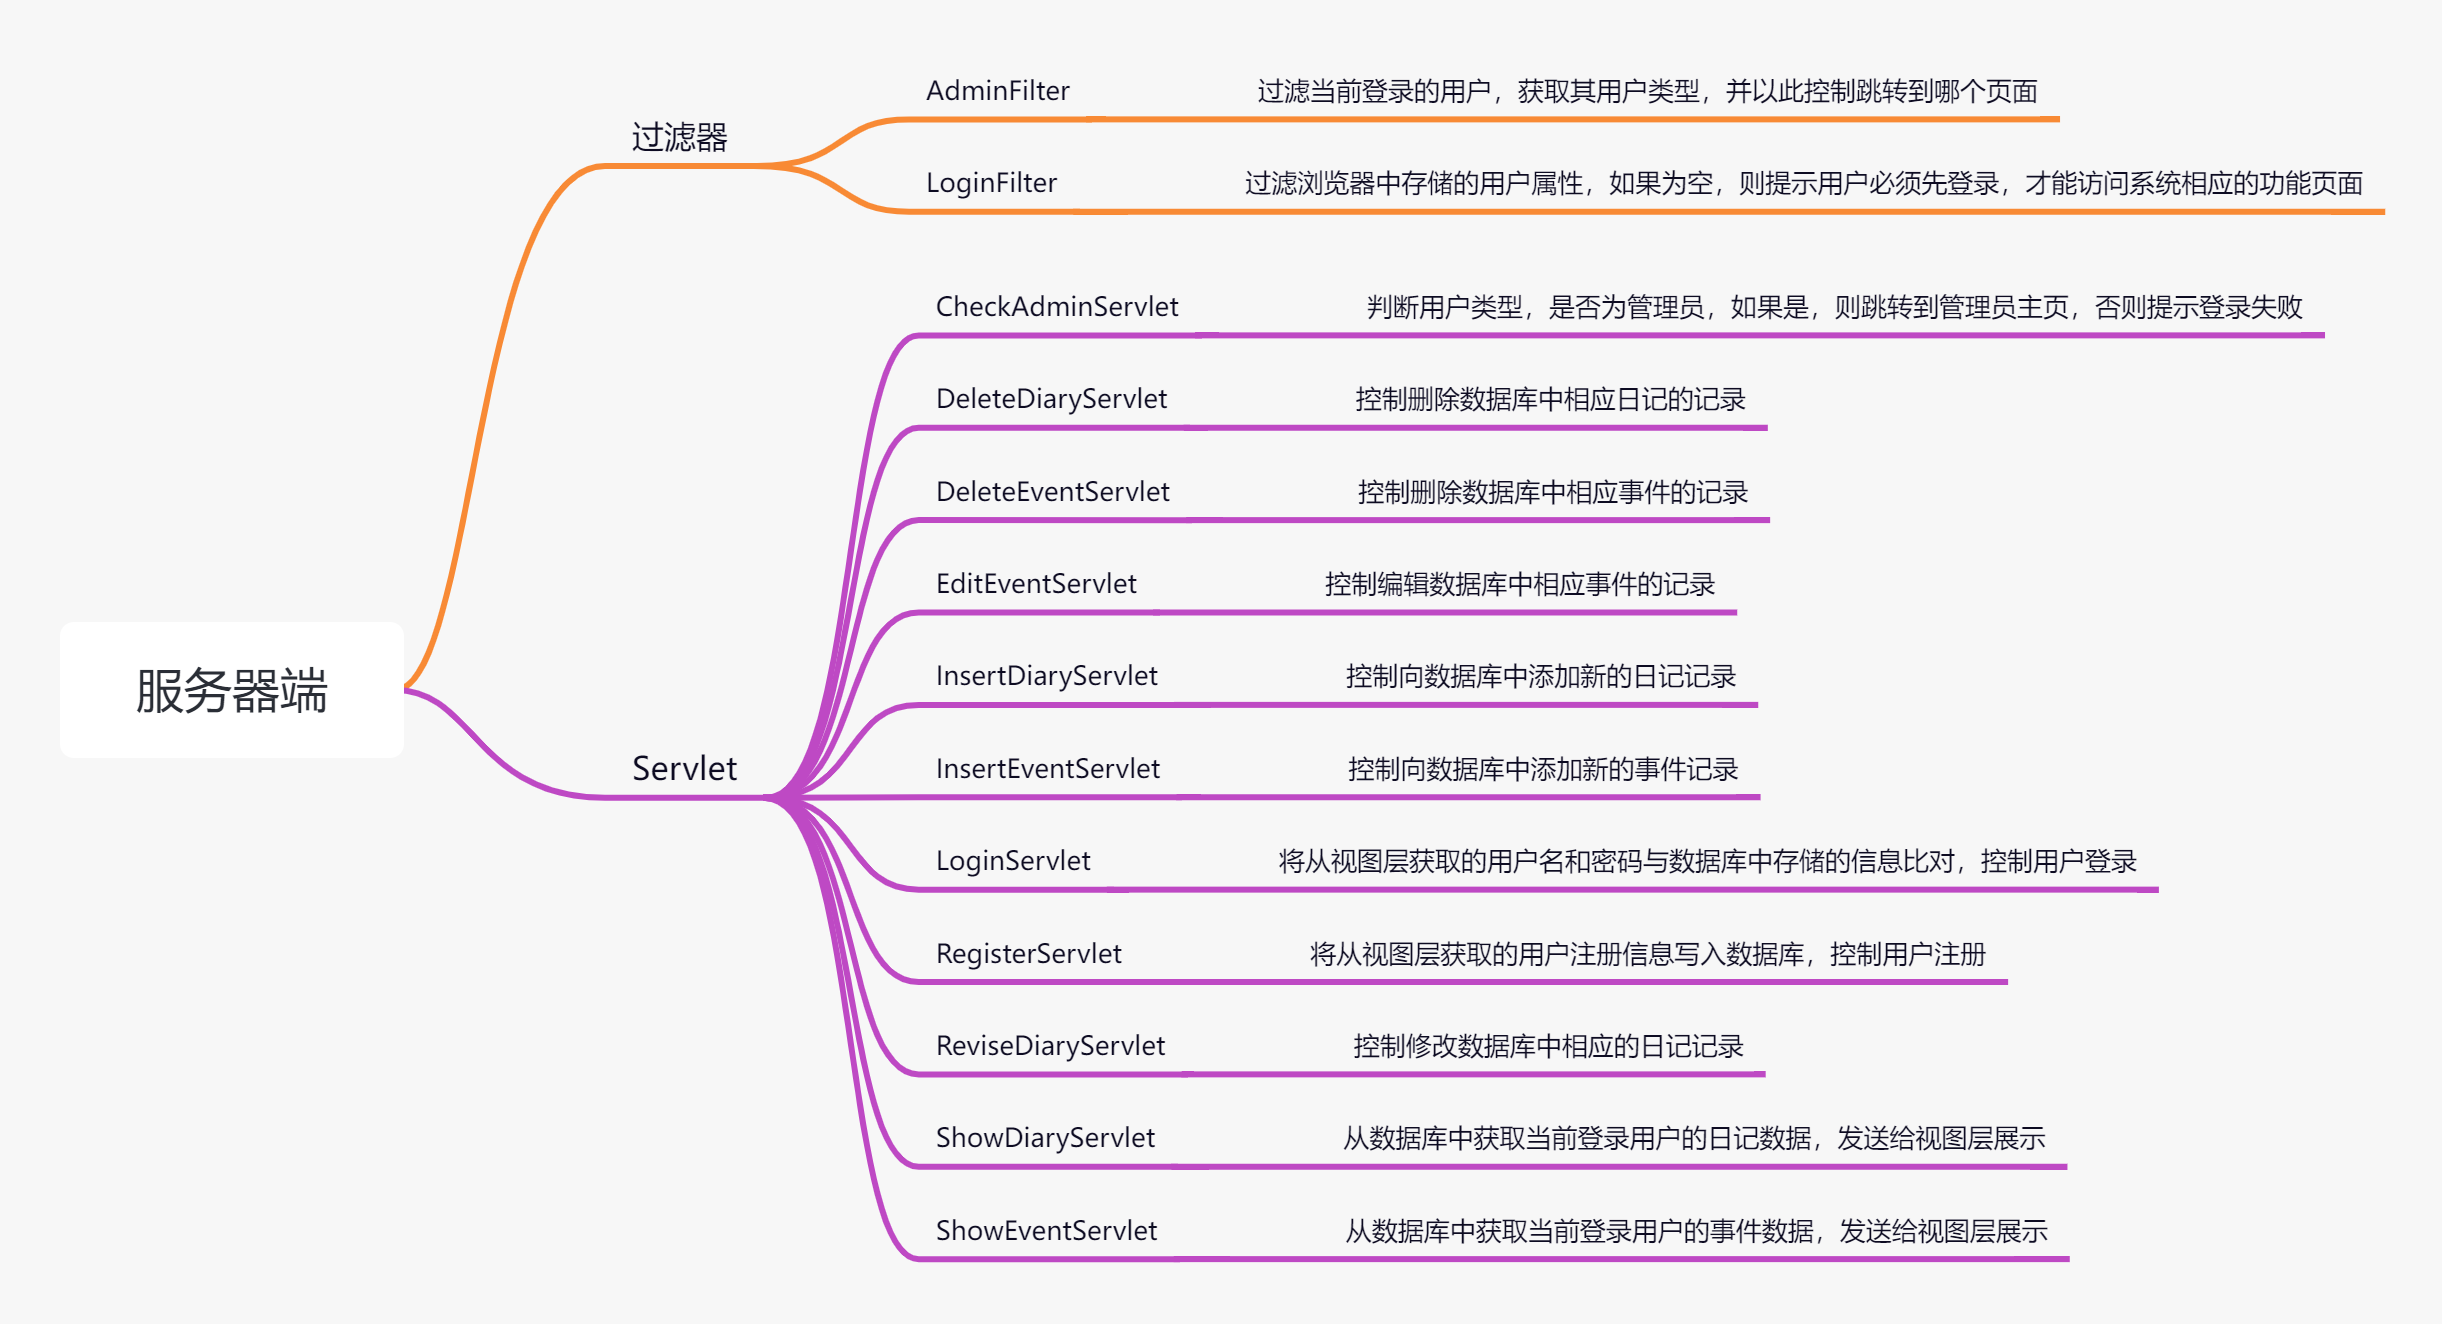 服务器端
过滤器
AdminFilter 过滤当前登录的用户，获取其用户类型，并以此控制跳转到哪个页面
LoginFilter 过滤浏览器中存储的用户属性，如果为空，则提示用户必须先登录，才能访问系统相应的功能页面
Servlet
CheckAdminServlet 判断用户类型，是否为管理员，如果是，则跳转到管理员主页，否则提示登录失败
DeleteDiaryServlet 控制删除数据库中相应日记的记录
DeleteEventServlet 控制删除数据库中相应事件的记录
EditEventServlet 控制编辑数据库中相应事件的记录
InsertDiaryServlet 控制向数据库中添加新的日记记录
InsertEventServlet 控制向数据库中添加新的事件记录
LoginServlet 将从视图层获取的用户名和密码与数据库中存储的信息比对，控制用户登录
RegisterServlet 将从视图层获取的用户注册信息写入数据库，控制用户注册
ReviseDiaryServlet 控制修改数据库中相应的日记记录
ShowDiaryServlet 从数据库中获取当前登录用户的日记数据，发送给视图层展示
ShowEventServlet 从数据库中获取当前登录用户的事件数据，发送给视图层展示